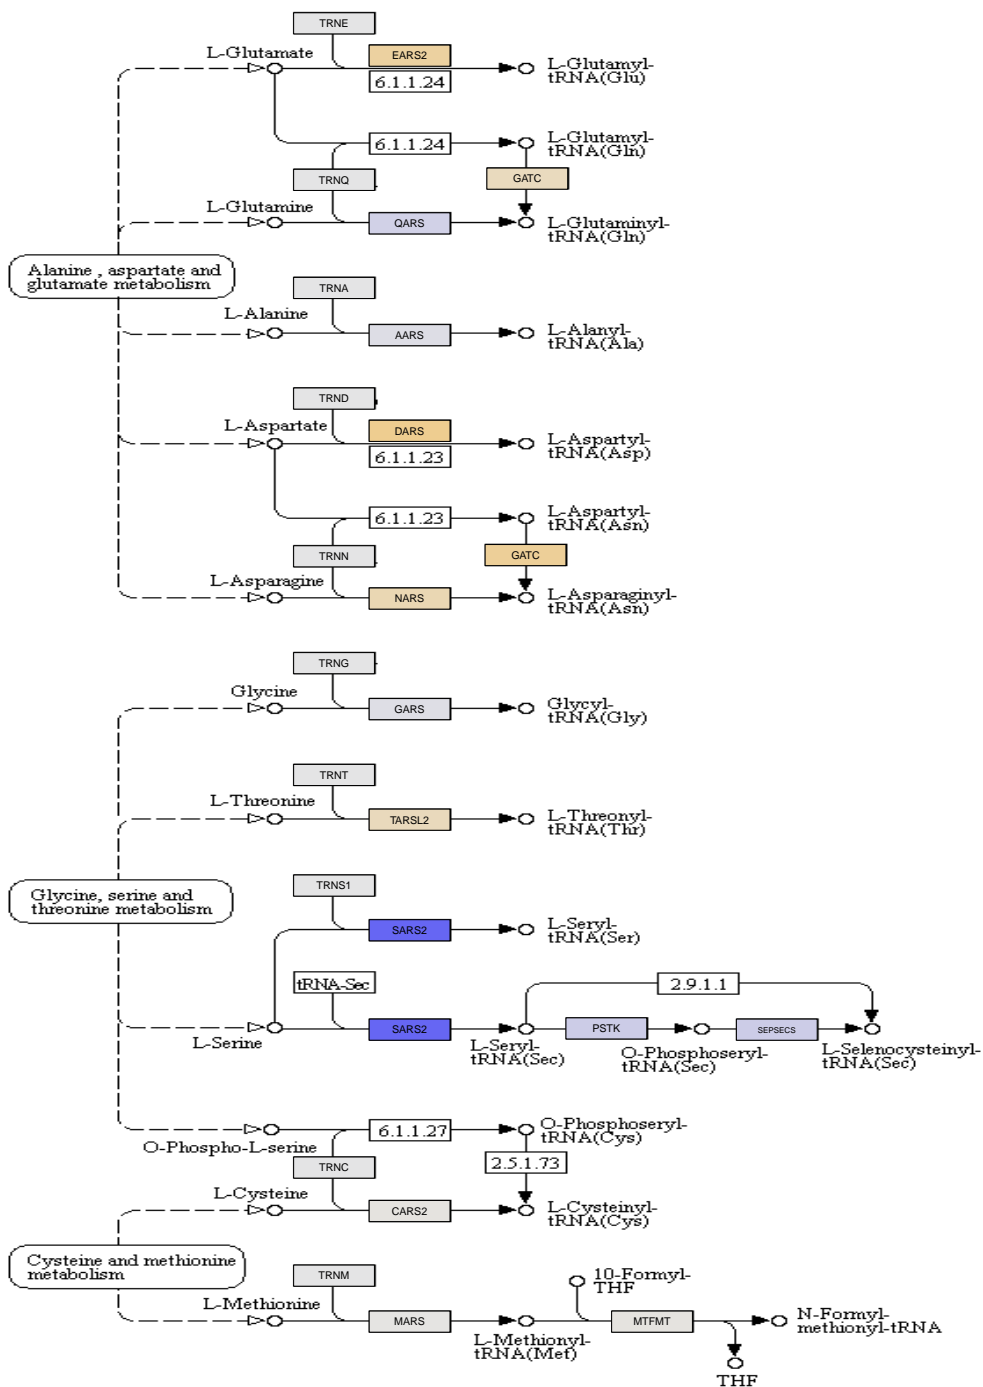 TRNE
L-Glutamate
EARS2
6.1.1.24
L-Glutamyl-
tRNA(Glu)
6.1.1.24
L-Glutamyl-
tRNA(Gln)
TRNQ
GATC
L-Glutamine
QARS
L-Glutaminyl-
tRNA(Gln)
Alanine , aspartate and
glutamate metabolism
TRNA
L-Alanine
AARS
L-Alanyl-
tRNA(Ala)
TRND
L-Aspartate
DARS
6.1.1.23
L-Aspartyl-
tRNA(Asp)
6.1.1.23
L-Aspartyl-
tRNA(Asn)
TRNN
GATC
L-Asparagine
NARS
L-Asparaginyl-
tRNA(Asn)
TRNG
Glycine
GARS
Glycyl-
tRNA(Gly)
TRNT
L-Threonine
TARSL2
L-Threonyl-
tRNA(Thr)
Glycine, serine and
threonine metabolism
TRNS1
SARS2
L-Seryl-
tRNA(Ser)
tRNA-Sec
2.9.1.1
L-Serine
SARS2
L-Seryl-
tRNA(Sec)
PSTK
O-Phosphoseryl-
tRNA(Sec)
SEPSECS
L-Selenocysteinyl-
tRNA(Sec)
O-Phospho-L-serine
6.1.1.27
O-Phosphoseryl-
tRNA(Cys)
TRNC
2.5.1.73
L-Cysteine
CARS2
L-Cysteinyl-
tRNA(Cys)
Cysteine and methionine
metabolism
TRNM
L-Methionine
MARS
L-Methionyl-
tRNA(Met)
10-Formyl-
THF
MTFMT
N-Formyl-
methionyl-tRNA
THF